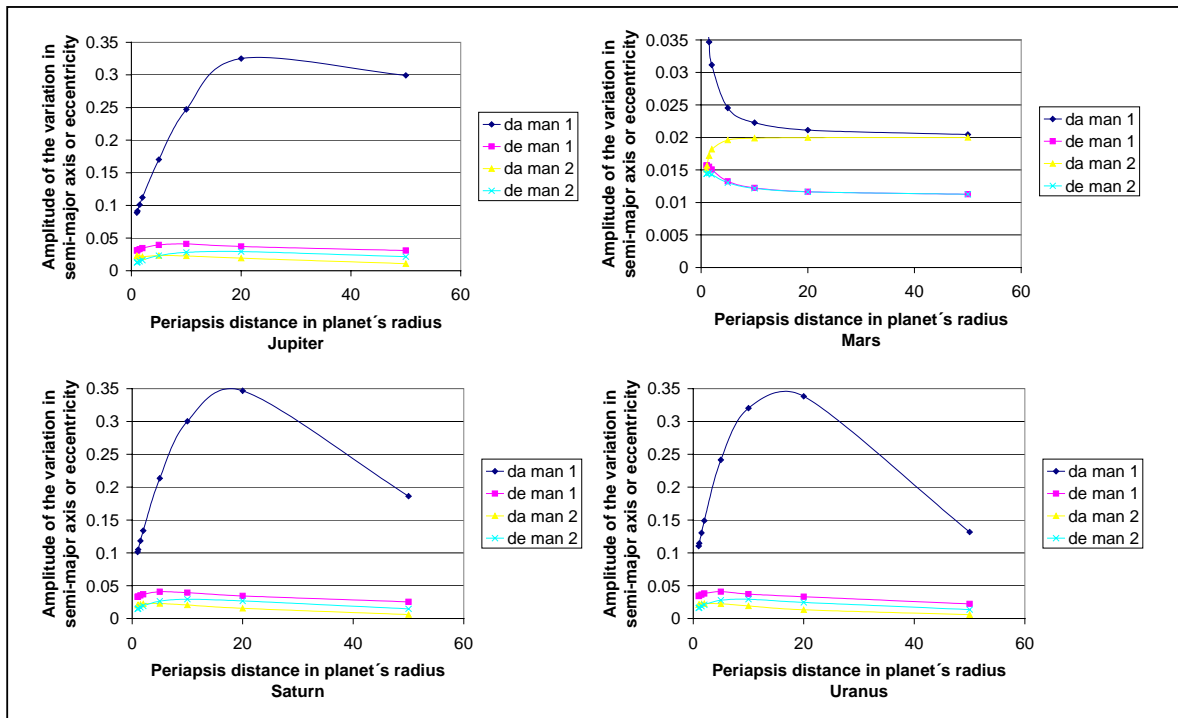 Amplitude of the variation in
semi-major axis or eccentricity
0.35
0.3
0.25
0.2
0.15
0.1
0.05
0
0 20 40 60
Periapsis distance in planet´s radius
Jupiter
da man 1
de man 1
da man 2
de man 2
Amplitude of the variation in
semi-major axis or eccentricity
0.035
0.03
0.025
0.02
0.015
0.01
0.005
0
0 20 40 60
Periapsis distance in planet´s radius
Mars
da man 1
de man 1
da man 2
de man 2
Amplitude of the variation in
semi-major axis or eccentricity
0.35
0.3
0.25
0.2
0.15
0.1
0.05
0
0 20 40 60
Periapsis distance in planet´s radius
Saturn
da man 1
de man 1
da man 2
de man 2
Amplitude of the variation in
semi-major axis or eccentricity
0.35
0.3
0.25
0.2
0.15
0.1
0.05
0
0 20 40 60
Periapsis distance in planet´s radius
Uranus
da man 1
de man 1
da man 2
de man 2